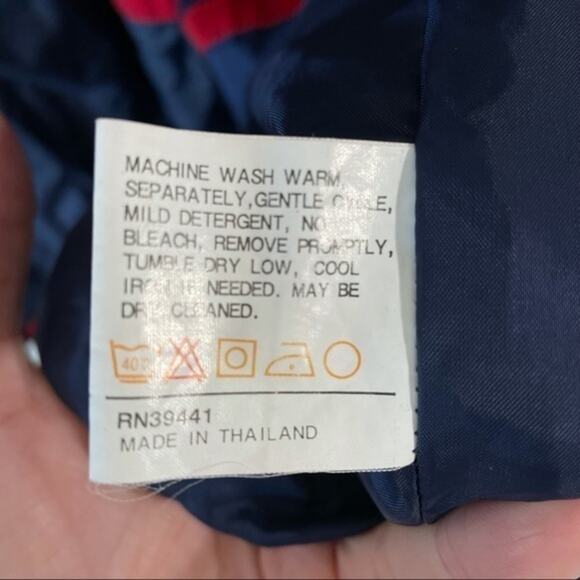 MACHINE WASH WARM,
SEPARATELY, GENTLE CYCLE,
MILD DETERGENT, NO
BLEACH, REMOVE PROMPTLY,
TUMBLE DRY LOW, COOL
IRON IF NEEDED. MAY BE
DRY CLEANED.
40
RN39441
MADE IN THAILAND